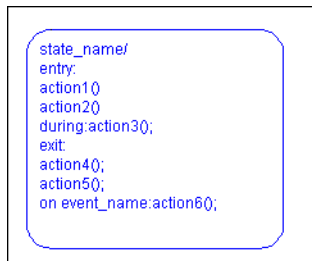 state_name/
entry:
action1()
action2()
during:action3();
exit:
action4();
action5();
on event_name:action6();